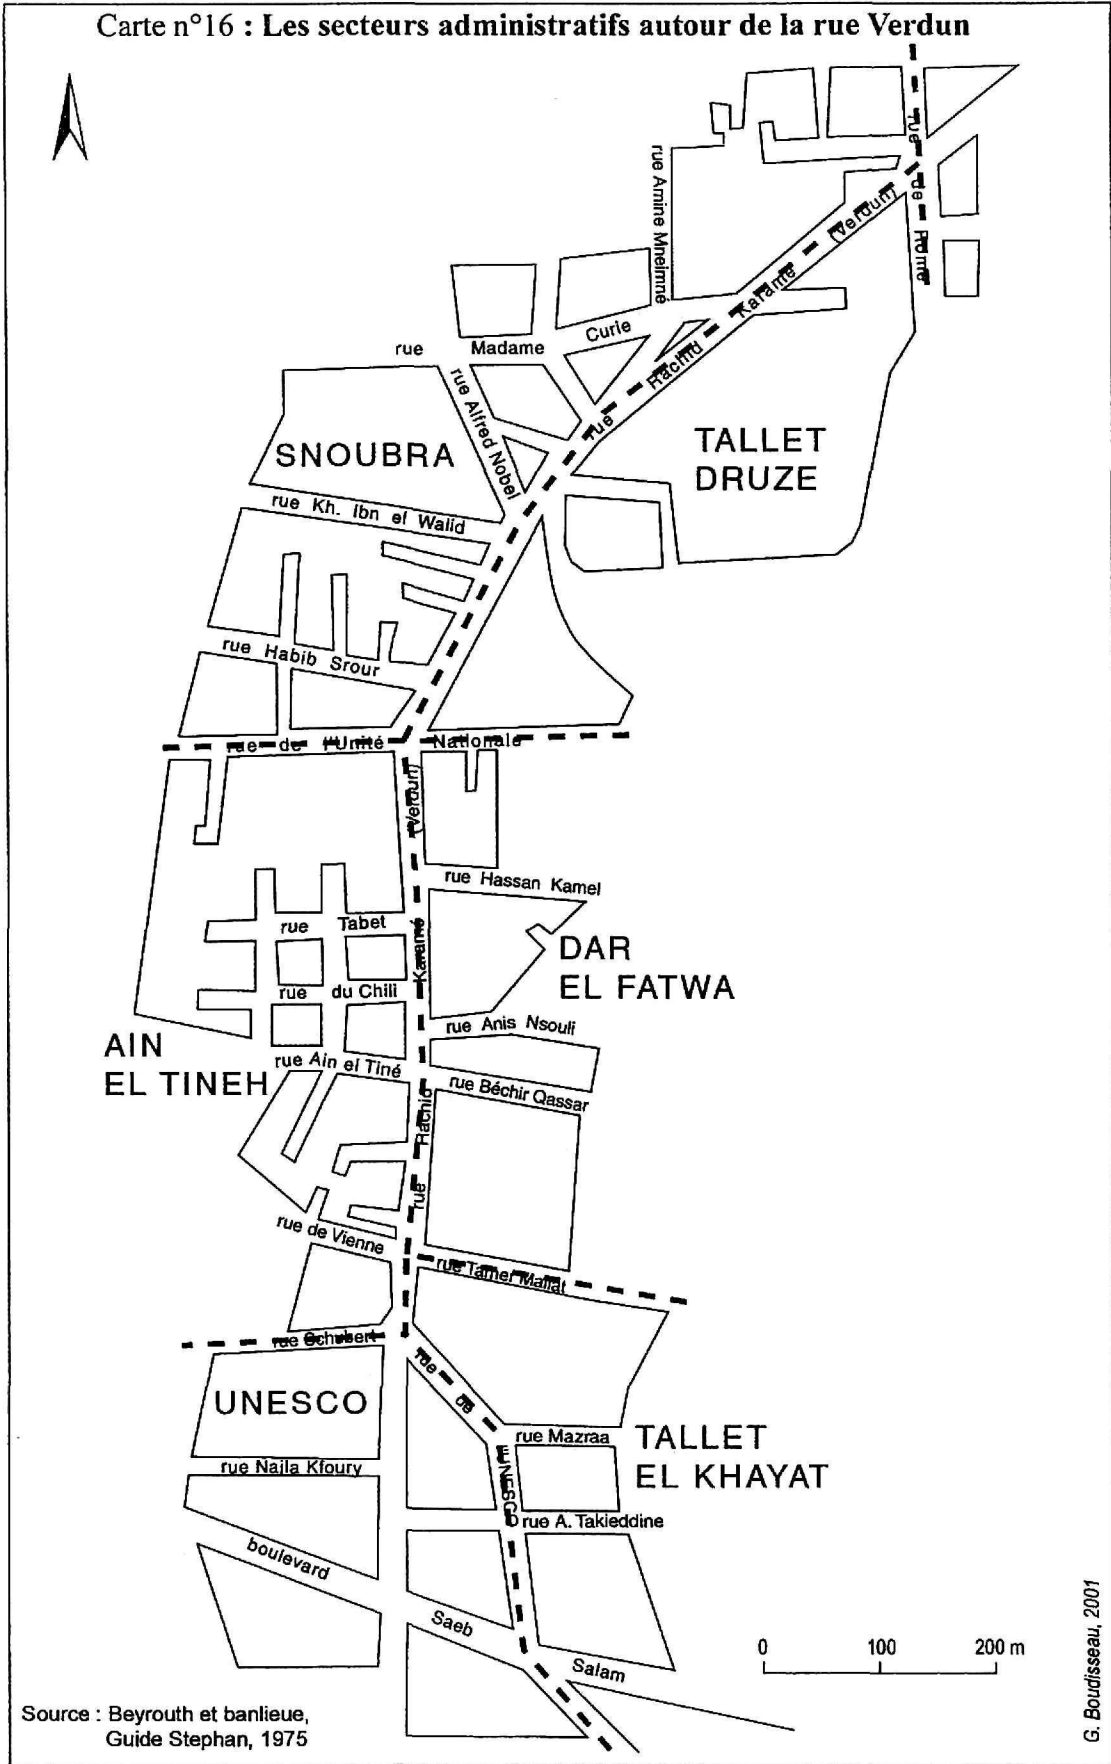 Carte n°16 : Les secteurs administratifs autour de la rue Verdun
rue de Rome
rue Amine Mneimné
rue Rachid Karamé (Verdun)
rue Madame Curie
rue Alfred Nobel
SNOUBRA
TALLET
DRUZE
rue Kh. Ibn el Walid
rue Habib Srour
rue de l'Unité Nationale
rue Rachid Karamé (Verdun)
rue Hassan Kamel
rue Tabet
DAR
EL FATWA
rue du Chili
rue Anis Nsouli
AIN
EL TINEH
rue Ain el Tiné
rue Béchir Qassar
rue de Vienne
rue Tamer Mallat
rue Schubert
rue de l'UNESCO
UNESCO
rue Mazraa
TALLET
EL KHAYAT
rue Najla Kfoury
rue A. Takieddine
boulevard Saeb Salam
0 100 200 m
Source : Beyrouth et banlieue,
Guide Stephan, 1975
G. Boudisseau, 2001